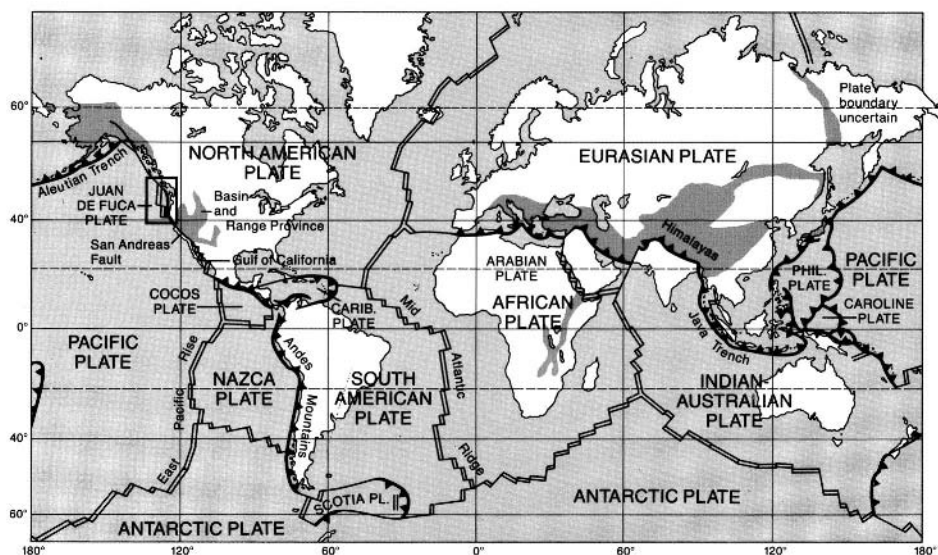 60°
40°
20°
0°
20°
40°
60°
Plate
boundary
uncertain
NORTH AMERICAN
PLATE
EURASIAN PLATE
Aleutian Trench
JUAN
DE FUCA
PLATE
Basin
and
Range Province
San Andreas
Fault
Gulf of California
Himalayas
ARABIAN
PLATE
PHIL.
PLATE
PACIFIC
PLATE
COCOS
PLATE
CARIB.
PLATE
Mid
AFRICAN
PLATE
CAROLINE
PLATE
Java Trench
PACIFIC
PLATE
Rise
Pacific
East
NAZCA
PLATE
Andes
Mountains
SOUTH
AMERICAN
PLATE
Atlantic
Ridge
INDIAN
AUSTRALIAN
PLATE
SCOTIA PL.
ANTARCTIC PLATE
ANTARCTIC PLATE
180° 120° 60° 0° 60° 120° 180°